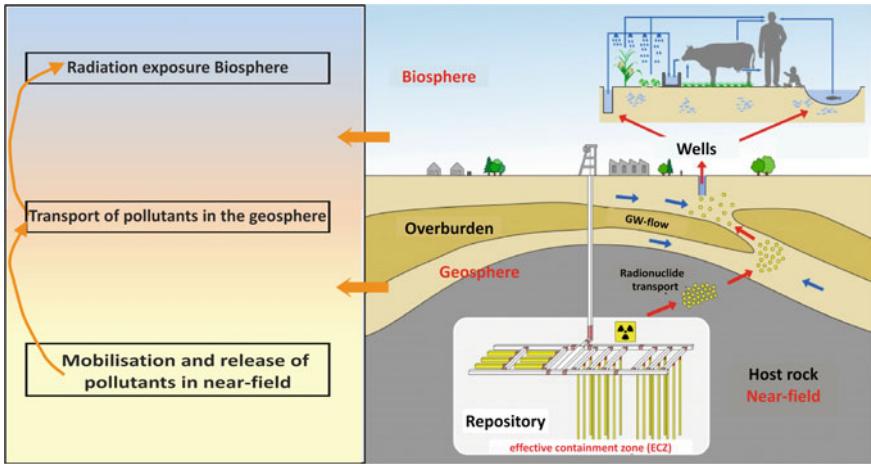 Radiation exposure Biosphere
Transport of pollutants in the geosphere
Mobilisation and release of
pollutants in near-field
Biosphere
Wells
Overburden
GW-flow
Geosphere
Radionuclide
transport
Host rock
Near-field
Repository
effective containment zone (ECZ)